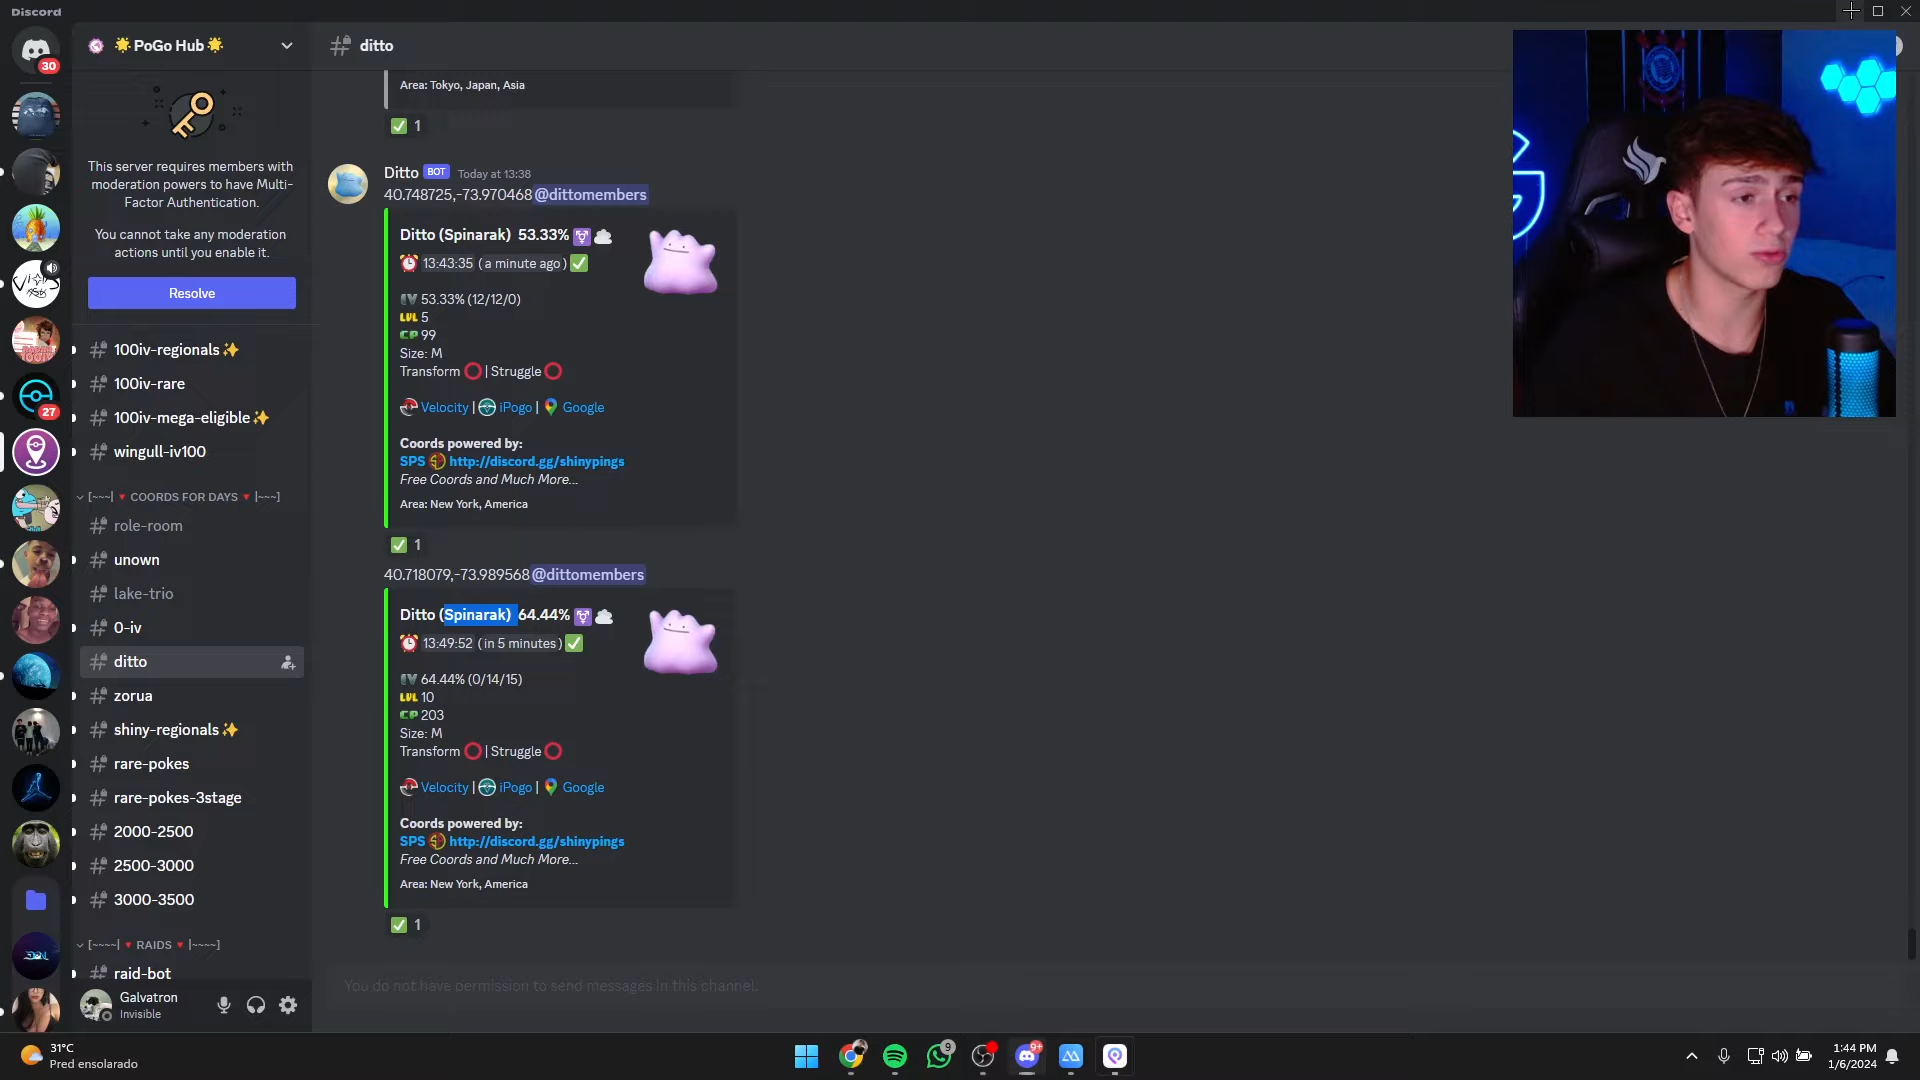 Discord
🌟PoGo Hub🌟
ditto
30
This server requires members with
moderation powers to have Multi-
Factor Authentication.
You cannot take any moderation
actions until you enable it.
Resolve
100iv-regionals✨
100iv-rare
27
100iv-mega-eligible✨
wingull-iv100
[~~~|🔻COORDS FOR DAYS🔻|~~~]
role-room
unown
lake-trio
0-iv
ditto
zorua
shiny-regionals✨
rare-pokes
rare-pokes-3stage
2000-2500
2500-3000
3000-3500
[~~~~|🔻RAIDS🔻|~~~~]
raid-bot
Galvatron
Invisible
Area: Tokyo, Japan, Asia
✅ 1
Ditto BOT Today at 13:38
40.748725,-73.970468 @dittomembers
Ditto (Spinarak) 53.33%
13:43:35 (a minute ago) ✅
IV 53.33% (12/12/0)
LVL 5
CP 99
Size: M
Transform ⭕ | Struggle ⭕
Velocity | iPogo | Google
Coords powered by:
SPS http://discord.gg/shinypings
Free Coords and Much More...
Area: New York, America
✅ 1
40.718079,-73.989568 @dittomembers
Ditto (Spinarak) 64.44%
13:49:52 (in 5 minutes) ✅
IV 64.44% (0/14/15)
LVL 10
CP 203
Size: M
Transform ⭕ | Struggle ⭕
Velocity | iPogo | Google
Coords powered by:
SPS http://discord.gg/shinypings
Free Coords and Much More...
Area: New York, America
✅ 1
You do not have permission to send messages in this channel.
31°C
Pred ensolarado
9
9+
1:44 PM
1/6/2024